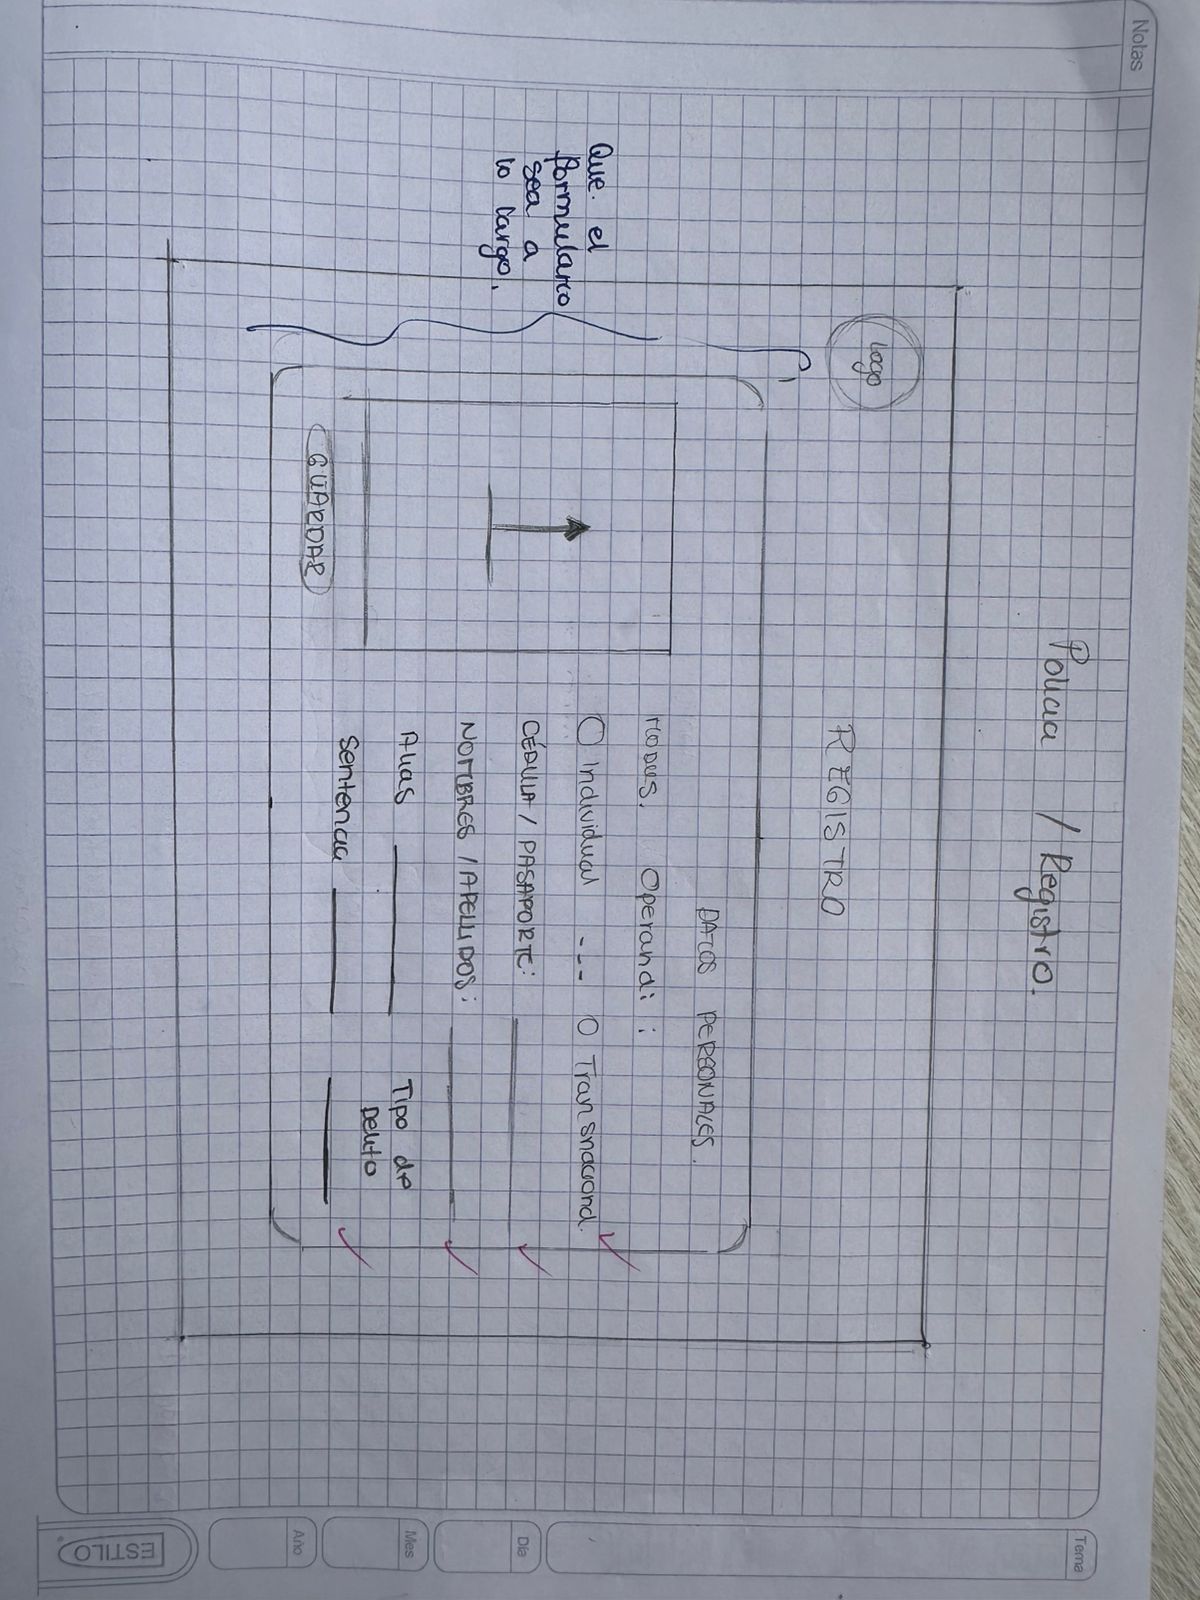 Notas
Tema
Policia / Registro.
Logo
REGISTRO
DATOS PERSONALES.
Modus. Operandi:
O Individual --- O Transnacional.
Que el
formulario
sea a
lo largo.
CÉDULA / PASAPORTE:
NOMBRES / APELLIDOS:
Alias
Tipo de
Delito
Sentencia
GUARDAR
Día
Mes
Año
ESTILO